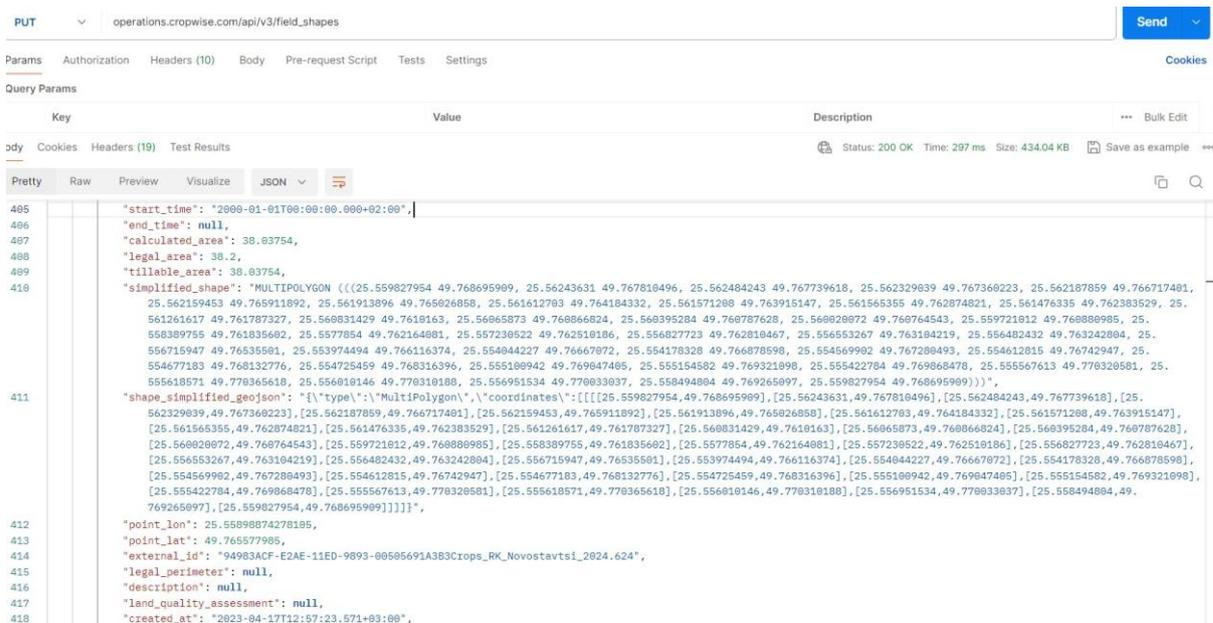 PUT operations.cropwise.com/api/v3/field_shapes Send
Params Authorization Headers (10) Body Pre-request Script Tests Settings Cookies
Query Params
Key Value Description ••• Bulk Edit
ody Cookies Headers (19) Test Results Status: 200 OK Time: 297 ms Size: 434.04 KB Save as example
Pretty Raw Preview Visualize JSON
405 "start_time": "2000-01-01T00:00:00.000+02:00",
406 "end_time": null,
407 "calculated_area": 38.03754,
408 "legal_area": 38.2,
409 "tillable_area": 38.03754,
410 "simplified_shape": "MULTIPOLYGON (((25.559827954 49.768695909, 25.56243631 49.767810496, 25.562484243 49.767739618, 25.562329039 49.767360223, 25.562187859 49.766717401,
25.562159453 49.765911892, 25.561913896 49.765026858, 25.561612703 49.764184332, 25.561571208 49.763915147, 25.561565355 49.762874821, 25.561476335 49.762383529, 25.
561261617 49.761787327, 25.560831429 49.7610163, 25.56065873 49.760866824, 25.560395284 49.760787628, 25.560020072 49.760764543, 25.559721012 49.760880985, 25.
558389755 49.761835602, 25.5577854 49.762164081, 25.557230522 49.762510186, 25.556827723 49.762810467, 25.556553267 49.763104219, 25.556482432 49.763242804, 25.
556715947 49.76535501, 25.553974494 49.766116374, 25.554044227 49.76667072, 25.554178328 49.766878598, 25.554569902 49.767280493, 25.554612815 49.76742947, 25.
554677183 49.768132776, 25.554725459 49.768316396, 25.555100942 49.769047405, 25.555154582 49.769321098, 25.555422784 49.769868478, 25.555567613 49.770320581, 25.
555618571 49.770365618, 25.556010146 49.770310188, 25.556951534 49.770033037, 25.558494804 49.769265097, 25.559827954 49.768695909)))",
411 "shape_simplified_geojson": "{\"type\":\"MultiPolygon\",\"coordinates\":[[[[25.559827954,49.768695909],[25.56243631,49.767810496],[25.562484243,49.767739618],[25.
562329039,49.767360223],[25.562187859,49.766717401],[25.562159453,49.765911892],[25.561913896,49.765026858],[25.561612703,49.764184332],[25.561571208,49.763915147],
[25.561565355,49.762874821],[25.561476335,49.762383529],[25.561261617,49.761787327],[25.560831429,49.7610163],[25.56065873,49.760866824],[25.560395284,49.760787628],
[25.560020072,49.760764543],[25.559721012,49.760880985],[25.558389755,49.761835602],[25.5577854,49.762164081],[25.557230522,49.762510186],[25.556827723,49.762810467],
[25.556553267,49.763104219],[25.556482432,49.763242804],[25.556715947,49.76535501],[25.553974494,49.766116374],[25.554044227,49.76667072],[25.554178328,49.766878598],
[25.554569902,49.767280493],[25.554612815,49.76742947],[25.554677183,49.768132776],[25.554725459,49.768316396],[25.555100942,49.769047405],[25.555154582,49.769321098],
[25.555422784,49.769868478],[25.555567613,49.770320581],[25.555618571,49.770365618],[25.556010146,49.770310188],[25.556951534,49.770033037],[25.558494804,49.
769265097],[25.559827954,49.768695909]]]]}",
412 "point_lon": 25.55898874278105,
413 "point_lat": 49.765577985,
414 "external_id": "94983ACF-E2AE-11ED-9893-00505691A3B3Crops_RK_Novostavtsi_2024.624",
415 "legal_perimeter": null,
416 "description": null,
417 "land_quality_assessment": null,
418 "created_at": "2023-04-17T12:57:23.571+03:00",